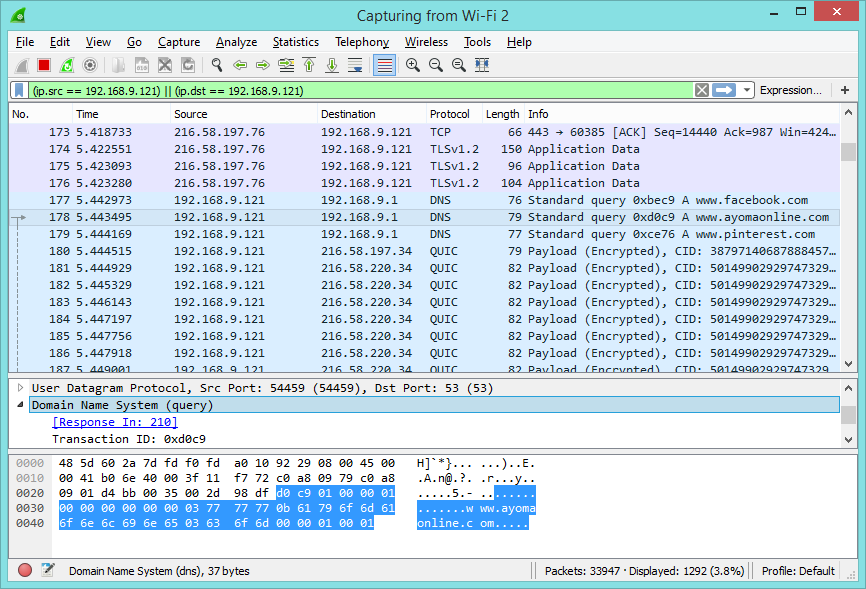 Capturing from Wi-Fi 2
File Edit View Go Capture Analyze Statistics Telephony Wireless Tools Help
(ip.src == 192.168.9.121) || (ip.dst == 192.168.9.121) Expression... +
No. Time Source Destination Protocol Length Info
173 5.418733 216.58.197.76 192.168.9.121 TCP 66 443 → 60385 [ACK] Seq=14440 Ack=987 Win=424…
174 5.422551 216.58.197.76 192.168.9.121 TLSv1.2 150 Application Data
175 5.423093 216.58.197.76 192.168.9.121 TLSv1.2 96 Application Data
176 5.423280 216.58.197.76 192.168.9.121 TLSv1.2 104 Application Data
177 5.442973 192.168.9.121 192.168.9.1 DNS 76 Standard query 0xbec9 A www.facebook.com
178 5.443495 192.168.9.121 192.168.9.1 DNS 79 Standard query 0xd0c9 A www.ayomaonline.com
179 5.444169 192.168.9.121 192.168.9.1 DNS 77 Standard query 0xce76 A www.pinterest.com
180 5.444515 192.168.9.121 216.58.197.34 QUIC 79 Payload (Encrypted), CID: 38797140687888457…
181 5.444929 192.168.9.121 216.58.220.34 QUIC 82 Payload (Encrypted), CID: 50149902929747329…
182 5.445329 192.168.9.121 216.58.220.34 QUIC 82 Payload (Encrypted), CID: 50149902929747329…
183 5.446143 192.168.9.121 216.58.220.34 QUIC 82 Payload (Encrypted), CID: 50149902929747329…
184 5.447197 192.168.9.121 216.58.220.34 QUIC 82 Payload (Encrypted), CID: 50149902929747329…
185 5.447756 192.168.9.121 216.58.220.34 QUIC 82 Payload (Encrypted), CID: 50149902929747329…
186 5.447918 192.168.9.121 216.58.220.34 QUIC 82 Payload (Encrypted), CID: 50149902929747329…
187 5.449001 192.168.9.121 216.58.220.34 QUIC 82 Payload (Encrypted), CID: 50149902929747329…
User Datagram Protocol, Src Port: 54459 (54459), Dst Port: 53 (53)
Domain Name System (query)
[Response In: 210]
Transaction ID: 0xd0c9
0000 48 5d 60 2a 7d fd f0 fd a0 10 92 29 08 00 45 00 H]`*}... ...)..E.
0010 00 41 b0 6e 40 00 3f 11 f7 72 c0 a8 09 79 c0 a8 .A.n@.?. .r...y..
0020 09 01 d4 bb 00 35 00 2d 98 df d0 c9 01 00 00 01 .....5.- ........
0030 00 00 00 00 00 00 03 77 77 77 0b 61 79 6f 6d 61 .......w ww.ayoma
0040 6f 6e 6c 69 6e 65 03 63 6f 6d 00 00 01 00 01 online.c om.....
Domain Name System (dns), 37 bytes Packets: 33947 · Displayed: 1292 (3.8%) Profile: Default